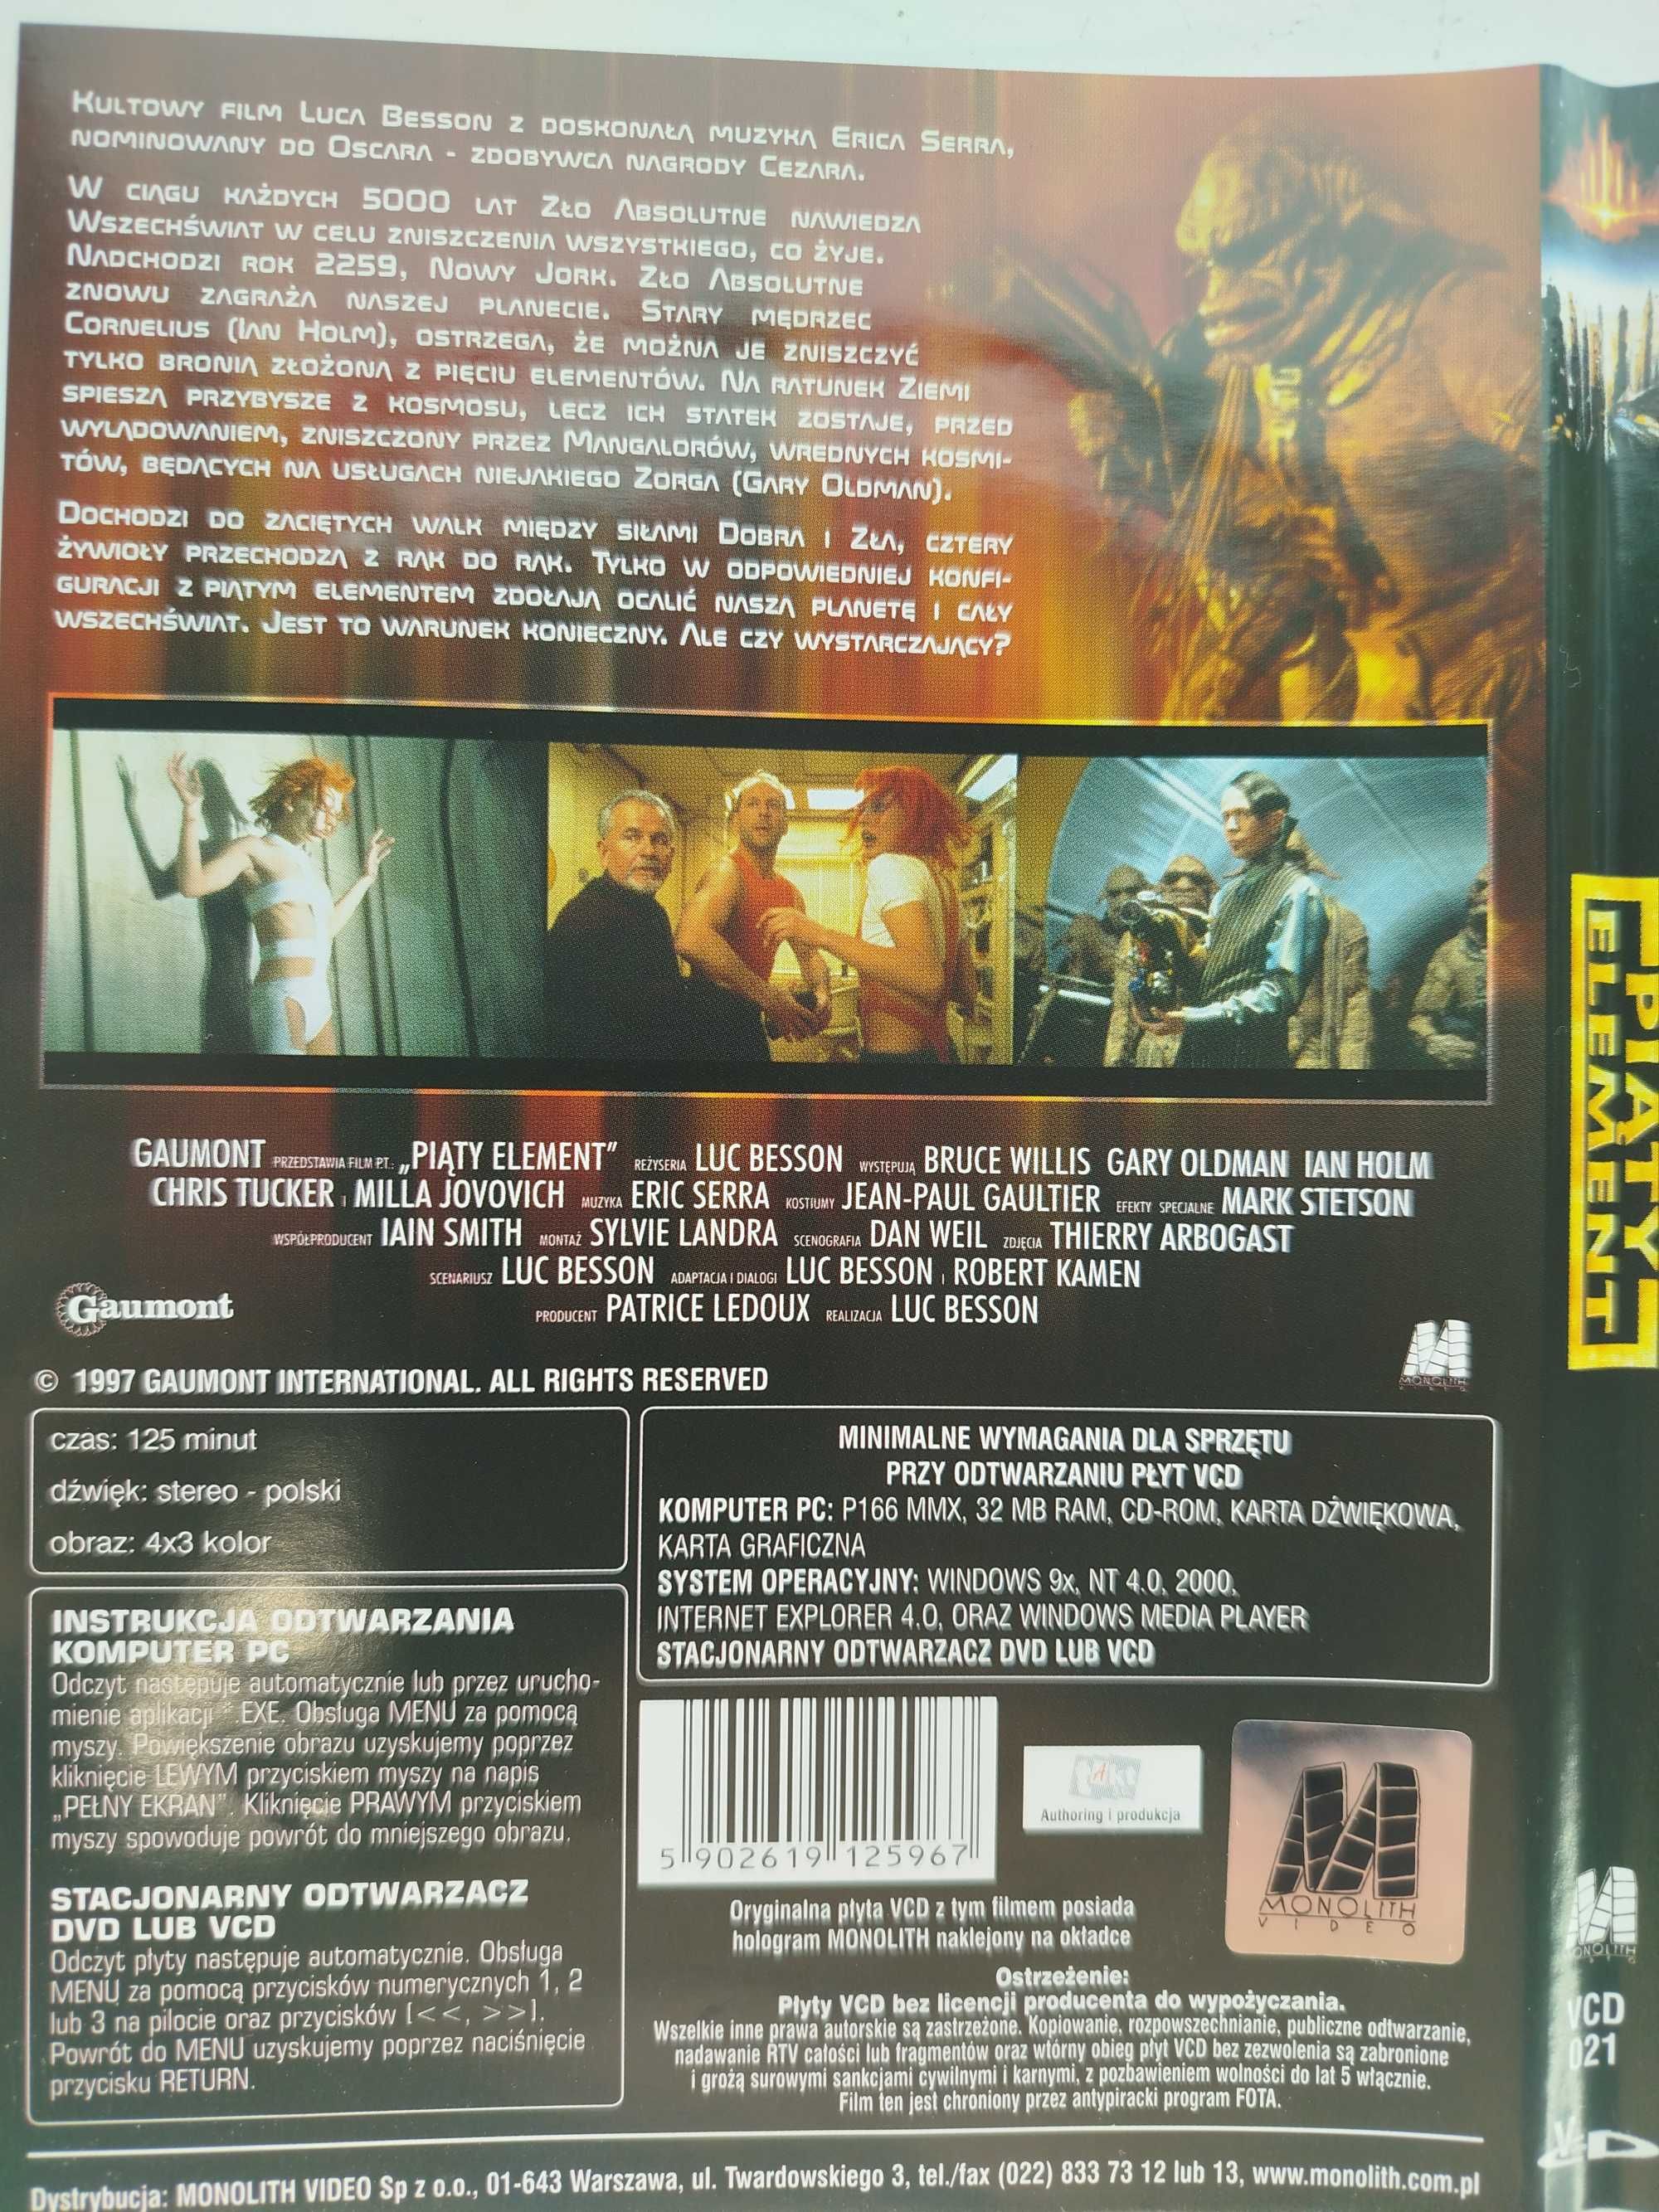 Kultowy film Luca Besson z doskonałą muzyką Erica Serra,
nominowany do Oscara - zdobywca nagrody Cezara.
W ciągu każdych 5000 lat Zło Absolutne nawiedza
Wszechświat w celu zniszczenia wszystkiego, co żyje.
Nadchodzi rok 2259, Nowy Jork. Zło Absolutne
znowu zagraża naszej planecie. Stary mędrzec
Cornelius (Ian Holm), ostrzega, że można je zniszczyć
tylko bronią złożoną z pięciu elementów. Na ratunek Ziemi
spieszą przybysze z kosmosu, lecz ich statek zostaje, przed
wylądowaniem, zniszczony przez Mangalorów, wrednych kosmi-
tów, będących na usługach niejakiego Zorga (Gary Oldman).
Dochodzi do zaciętych walk między siłami Dobra i Zła, cztery
żywioły przechodzą z rąk do rąk. Tylko w odpowiedniej konfi-
guracji z piątym elementem zdołają ocalić naszą planetę i cały
wszechświat. Jest to warunek konieczny. Ale czy wystarczający?
GAUMONT PRZEDSTAWIA FILM PT.: „PIĄTY ELEMENT” REŻYSERIA LUC BESSON WYSTĘPUJĄ BRUCE WILLIS GARY OLDMAN IAN HOLM
CHRIS TUCKER I MILLA JOVOVICH MUZYKA ERIC SERRA KOSTIUMY JEAN-PAUL GAULTIER EFEKTY SPECJALNE MARK STETSON
WSPÓŁPRODUCENT IAIN SMITH MONTAŻ SYLVIE LANDRA SCENOGRAFIA DAN WEIL ZDJĘCIA THIERRY ARBOGAST
SCENARIUSZ LUC BESSON ADAPTACJA I DIALOGI LUC BESSON I ROBERT KAMEN
PRODUCENT PATRICE LEDOUX REALIZACJA LUC BESSON
Gaumont
MONOLITH
© 1997 GAUMONT INTERNATIONAL. ALL RIGHTS RESERVED
czas: 125 minut
dźwięk: stereo - polski
obraz: 4x3 kolor
INSTRUKCJA ODTWARZANIA
KOMPUTER PC
Odczyt następuje automatycznie lub przez urucho-
mienie aplikacji *.EXE. Obsługa MENU za pomocą
myszy. Powiększenie obrazu uzyskujemy poprzez
kliknięcie LEWYM przyciskiem myszy na napis
„PEŁNY EKRAN”. Kliknięcie PRAWYM przyciskiem
myszy spowoduje powrót do mniejszego obrazu.
STACJONARNY ODTWARZACZ
DVD LUB VCD
Odczyt płyty następuje automatycznie. Obsługa
MENU za pomocą przycisków numerycznych 1, 2
lub 3 na pilocie oraz przycisków [<<, >>].
Powrót do MENU uzyskujemy poprzez naciśnięcie
przycisku RETURN.
MINIMALNE WYMAGANIA DLA SPRZĘTU
PRZY ODTWARZANIU PŁYT VCD
KOMPUTER PC: P166 MMX, 32 MB RAM, CD-ROM, KARTA DŹWIĘKOWA,
KARTA GRAFICZNA
SYSTEM OPERACYJNY: WINDOWS 9x, NT 4.0, 2000,
INTERNET EXPLORER 4.0, ORAZ WINDOWS MEDIA PLAYER
STACJONARNY ODTWARZACZ DVD LUB VCD
5 902619 125967
Authoring i produkcja
MONOLITH
VIDEO
Oryginalna płyta VCD z tym filmem posiada
hologram MONOLITH naklejony na okładce
Ostrzeżenie:
Płyty VCD bez licencji producenta do wypożyczania.
Wszelkie inne prawa autorskie są zastrzeżone. Kopiowanie, rozpowszechnianie, publiczne odtwarzanie,
nadawanie RTV całości lub fragmentów oraz wtórny obieg płyt VCD bez zezwolenia są zabronione
i grożą surowymi sankcjami cywilnymi i karnymi, z pozbawieniem wolności do lat 5 włącznie.
Film ten jest chroniony przez antypiracki program FOTA.
Dystrybucja: MONOLITH VIDEO Sp z o.o., 01-643 Warszawa, ul. Twardowskiego 3, tel./fax (022) 833 73 12 lub 13, www.monolith.com.pl
PIĄTY
ELEMENT
VCD
021